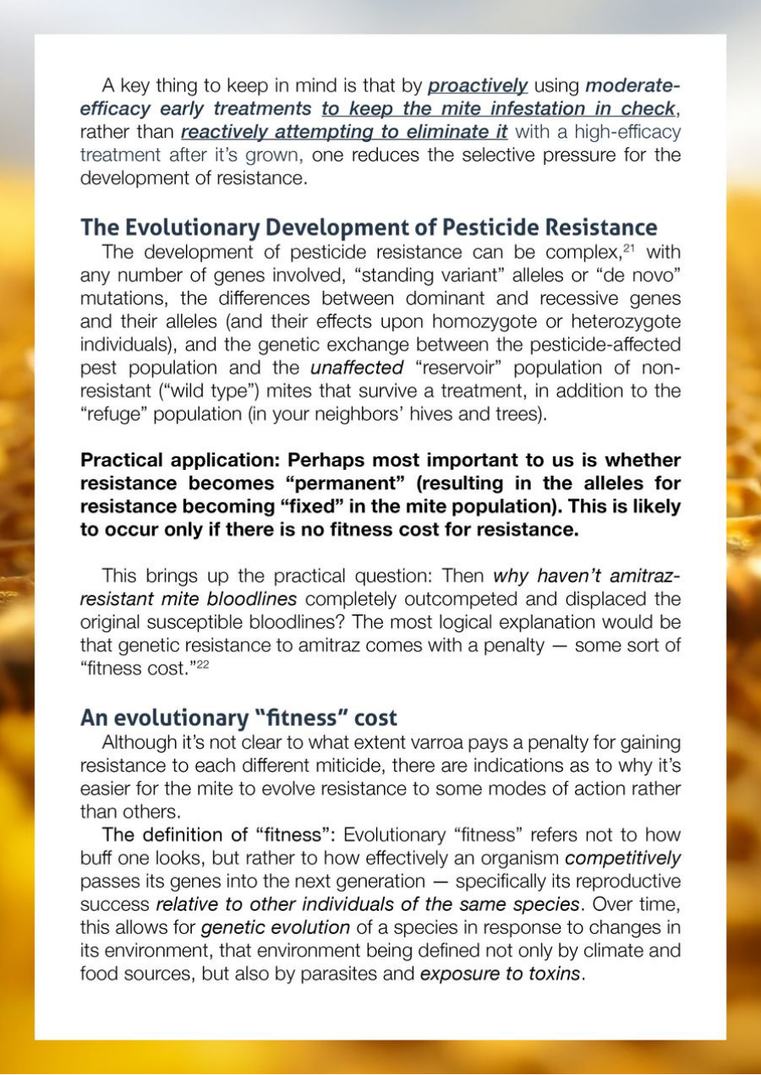 A key thing to keep in mind is that by proactively using moderate-
efficacy early treatments to keep the mite infestation in check,
rather than reactively attempting to eliminate it with a high-efficacy
treatment after it’s grown, one reduces the selective pressure for the
development of resistance.
The Evolutionary Development of Pesticide Resistance
The development of pesticide resistance can be complex,21 with
any number of genes involved, “standing variant” alleles or “de novo”
mutations, the differences between dominant and recessive genes
and their alleles (and their effects upon homozygote or heterozygote
individuals), and the genetic exchange between the pesticide-affected
pest population and the unaffected “reservoir” population of non-
resistant (“wild type”) mites that survive a treatment, in addition to the
“refuge” population (in your neighbors’ hives and trees).
Practical application: Perhaps most important to us is whether
resistance becomes “permanent” (resulting in the alleles for
resistance becoming “fixed” in the mite population). This is likely
to occur only if there is no fitness cost for resistance.
This brings up the practical question: Then why haven’t amitraz-
resistant mite bloodlines completely outcompeted and displaced the
original susceptible bloodlines? The most logical explanation would be
that genetic resistance to amitraz comes with a penalty — some sort of
“fitness cost.”22
An evolutionary “fitness” cost
Although it’s not clear to what extent varroa pays a penalty for gaining
resistance to each different miticide, there are indications as to why it’s
easier for the mite to evolve resistance to some modes of action rather
than others.
The definition of “fitness”: Evolutionary “fitness” refers not to how
buff one looks, but rather to how effectively an organism competitively
passes its genes into the next generation — specifically its reproductive
success relative to other individuals of the same species. Over time,
this allows for genetic evolution of a species in response to changes in
its environment, that environment being defined not only by climate and
food sources, but also by parasites and exposure to toxins.